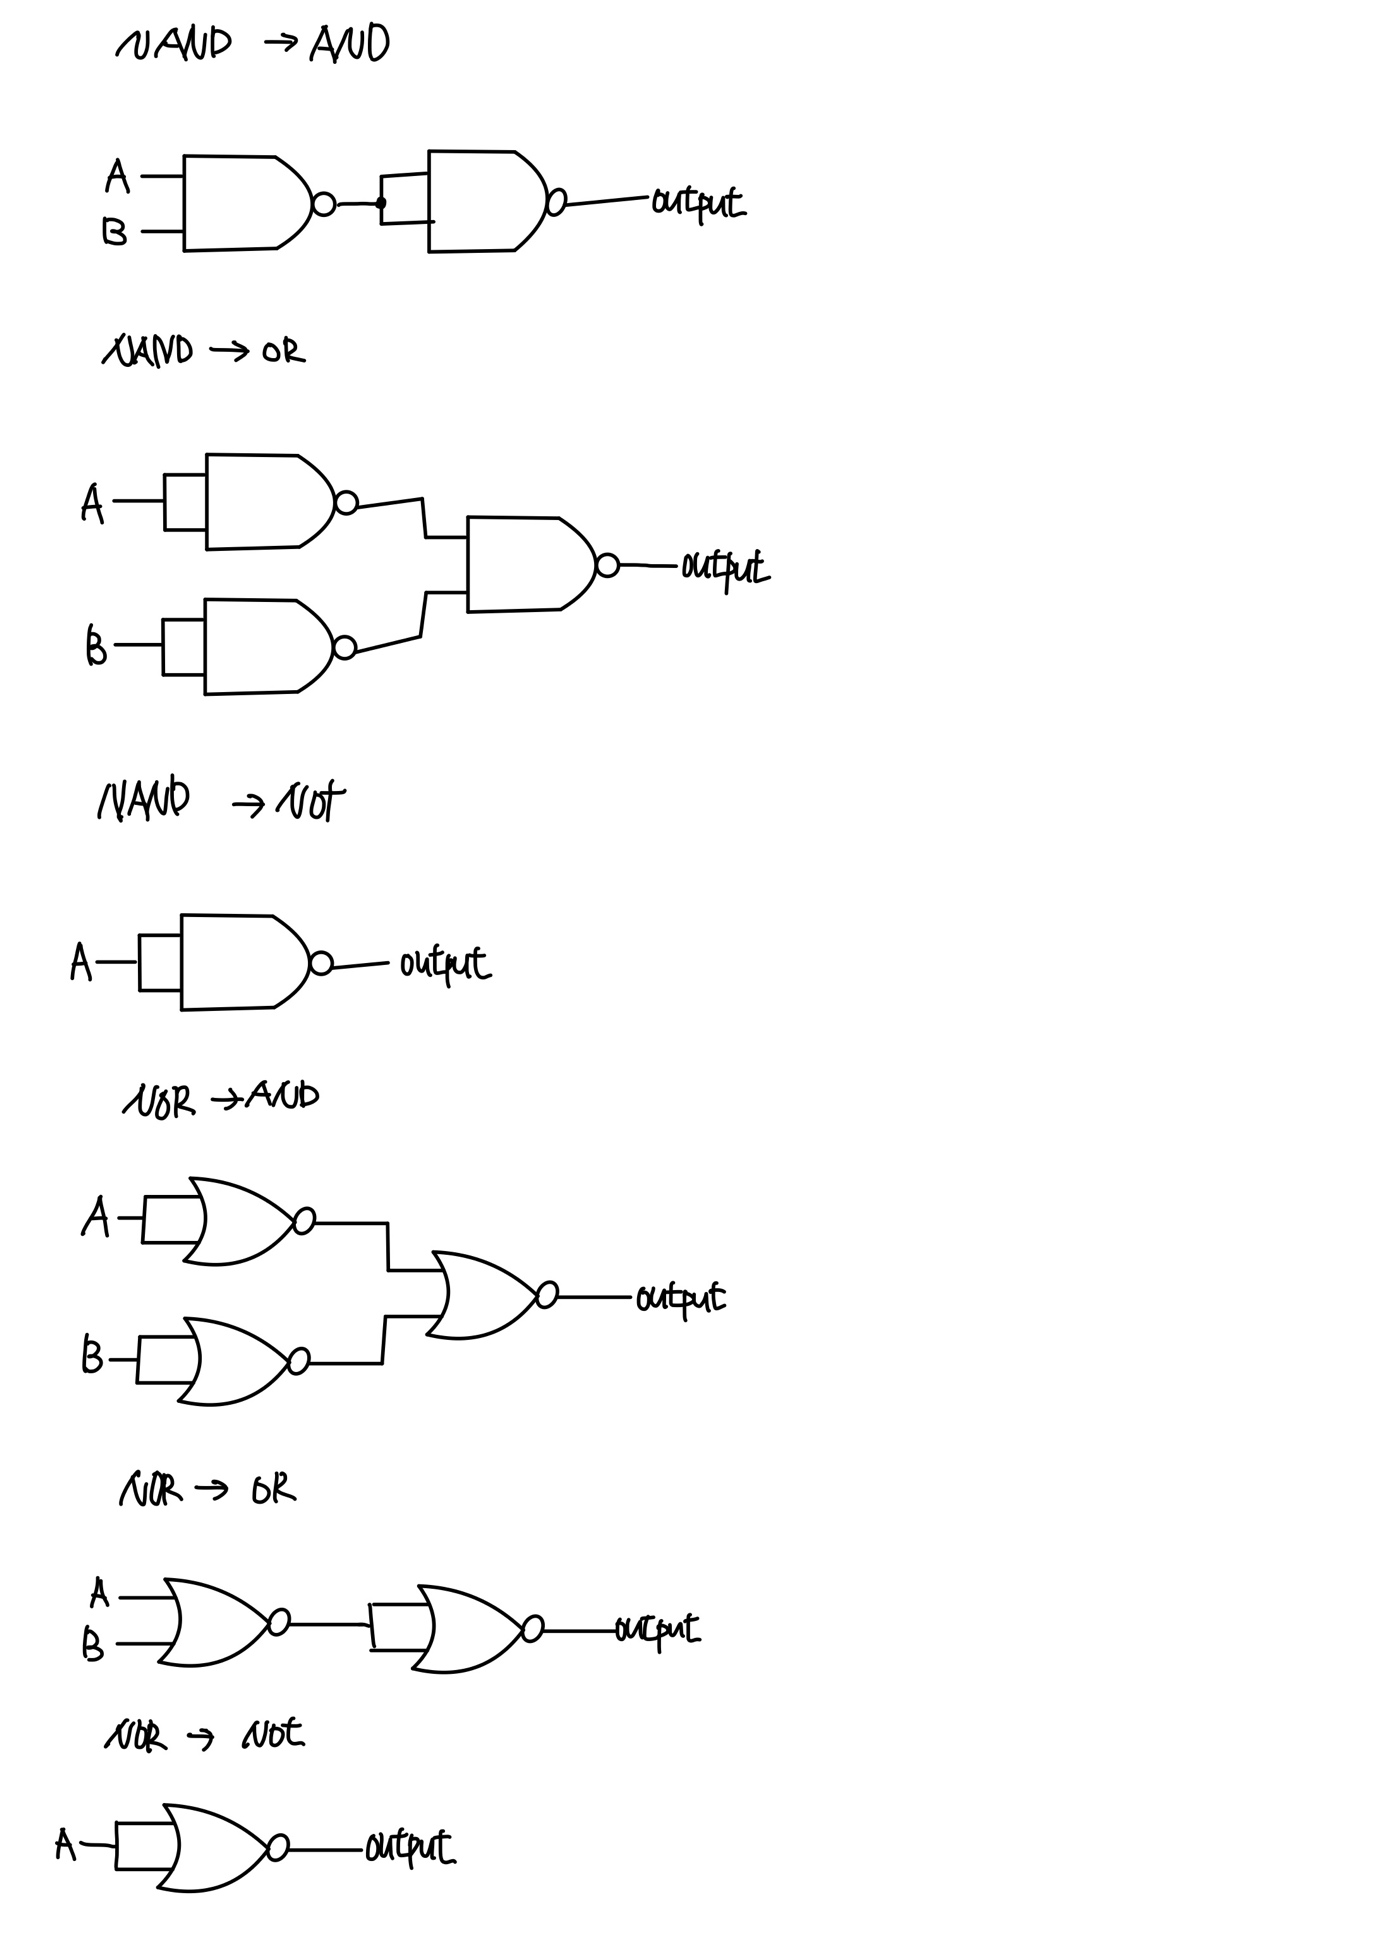 NAND → AND
A
B
output
NAND → OR
A
output
B
NAND → NOT
A
output
NOR → AND
A
output
B
NOR → OR
A
B
output
NOR → NOT
A
output